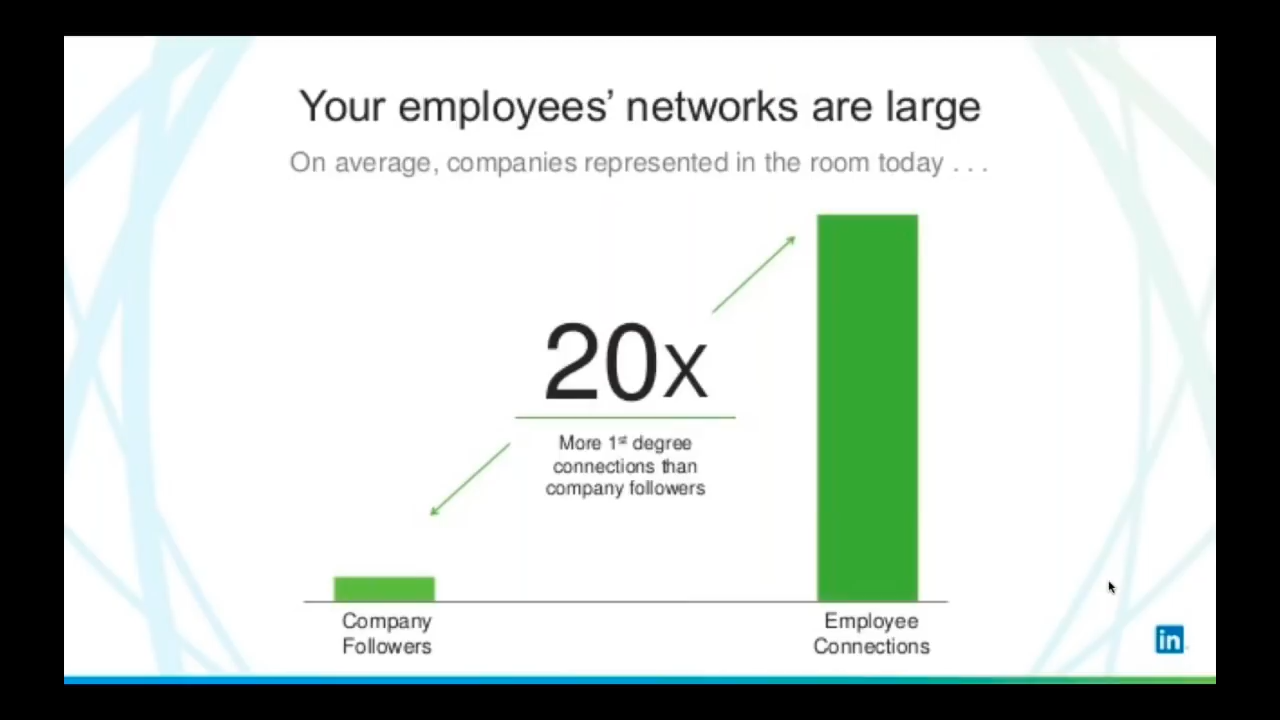 Your employees’ networks are large
On average, companies represented in the room today . . .
20x
More 1st degree
connections than
company followers
Company
Followers
Employee
Connections
in